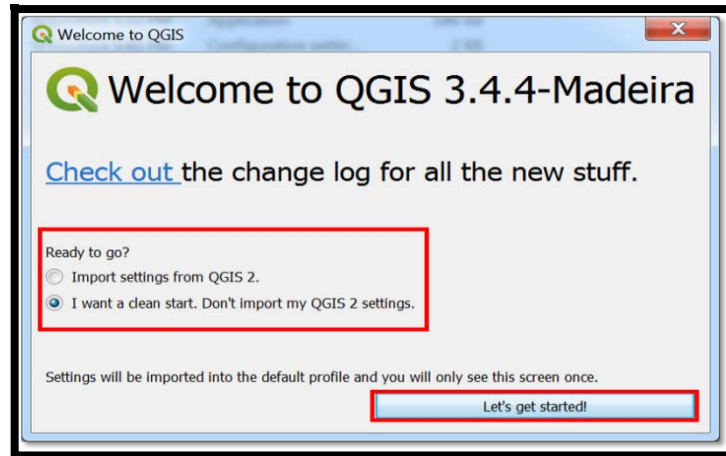 Welcome to QGIS
Welcome to QGIS 3.4.4-Madeira
Check out the change log for all the new stuff.
Ready to go?
Import settings from QGIS 2.
I want a clean start. Don't import my QGIS 2 settings.
Settings will be imported into the default profile and you will only see this screen once.
Let's get started!